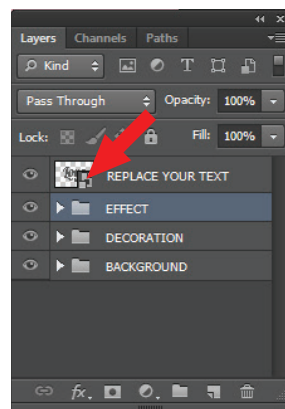 Layers Channels Paths
Kind T
Pass Through Opacity: 100%
Lock: Fill: 100%
REPLACE YOUR TEXT
EFFECT
DECORATION
BACKGROUND
fx.